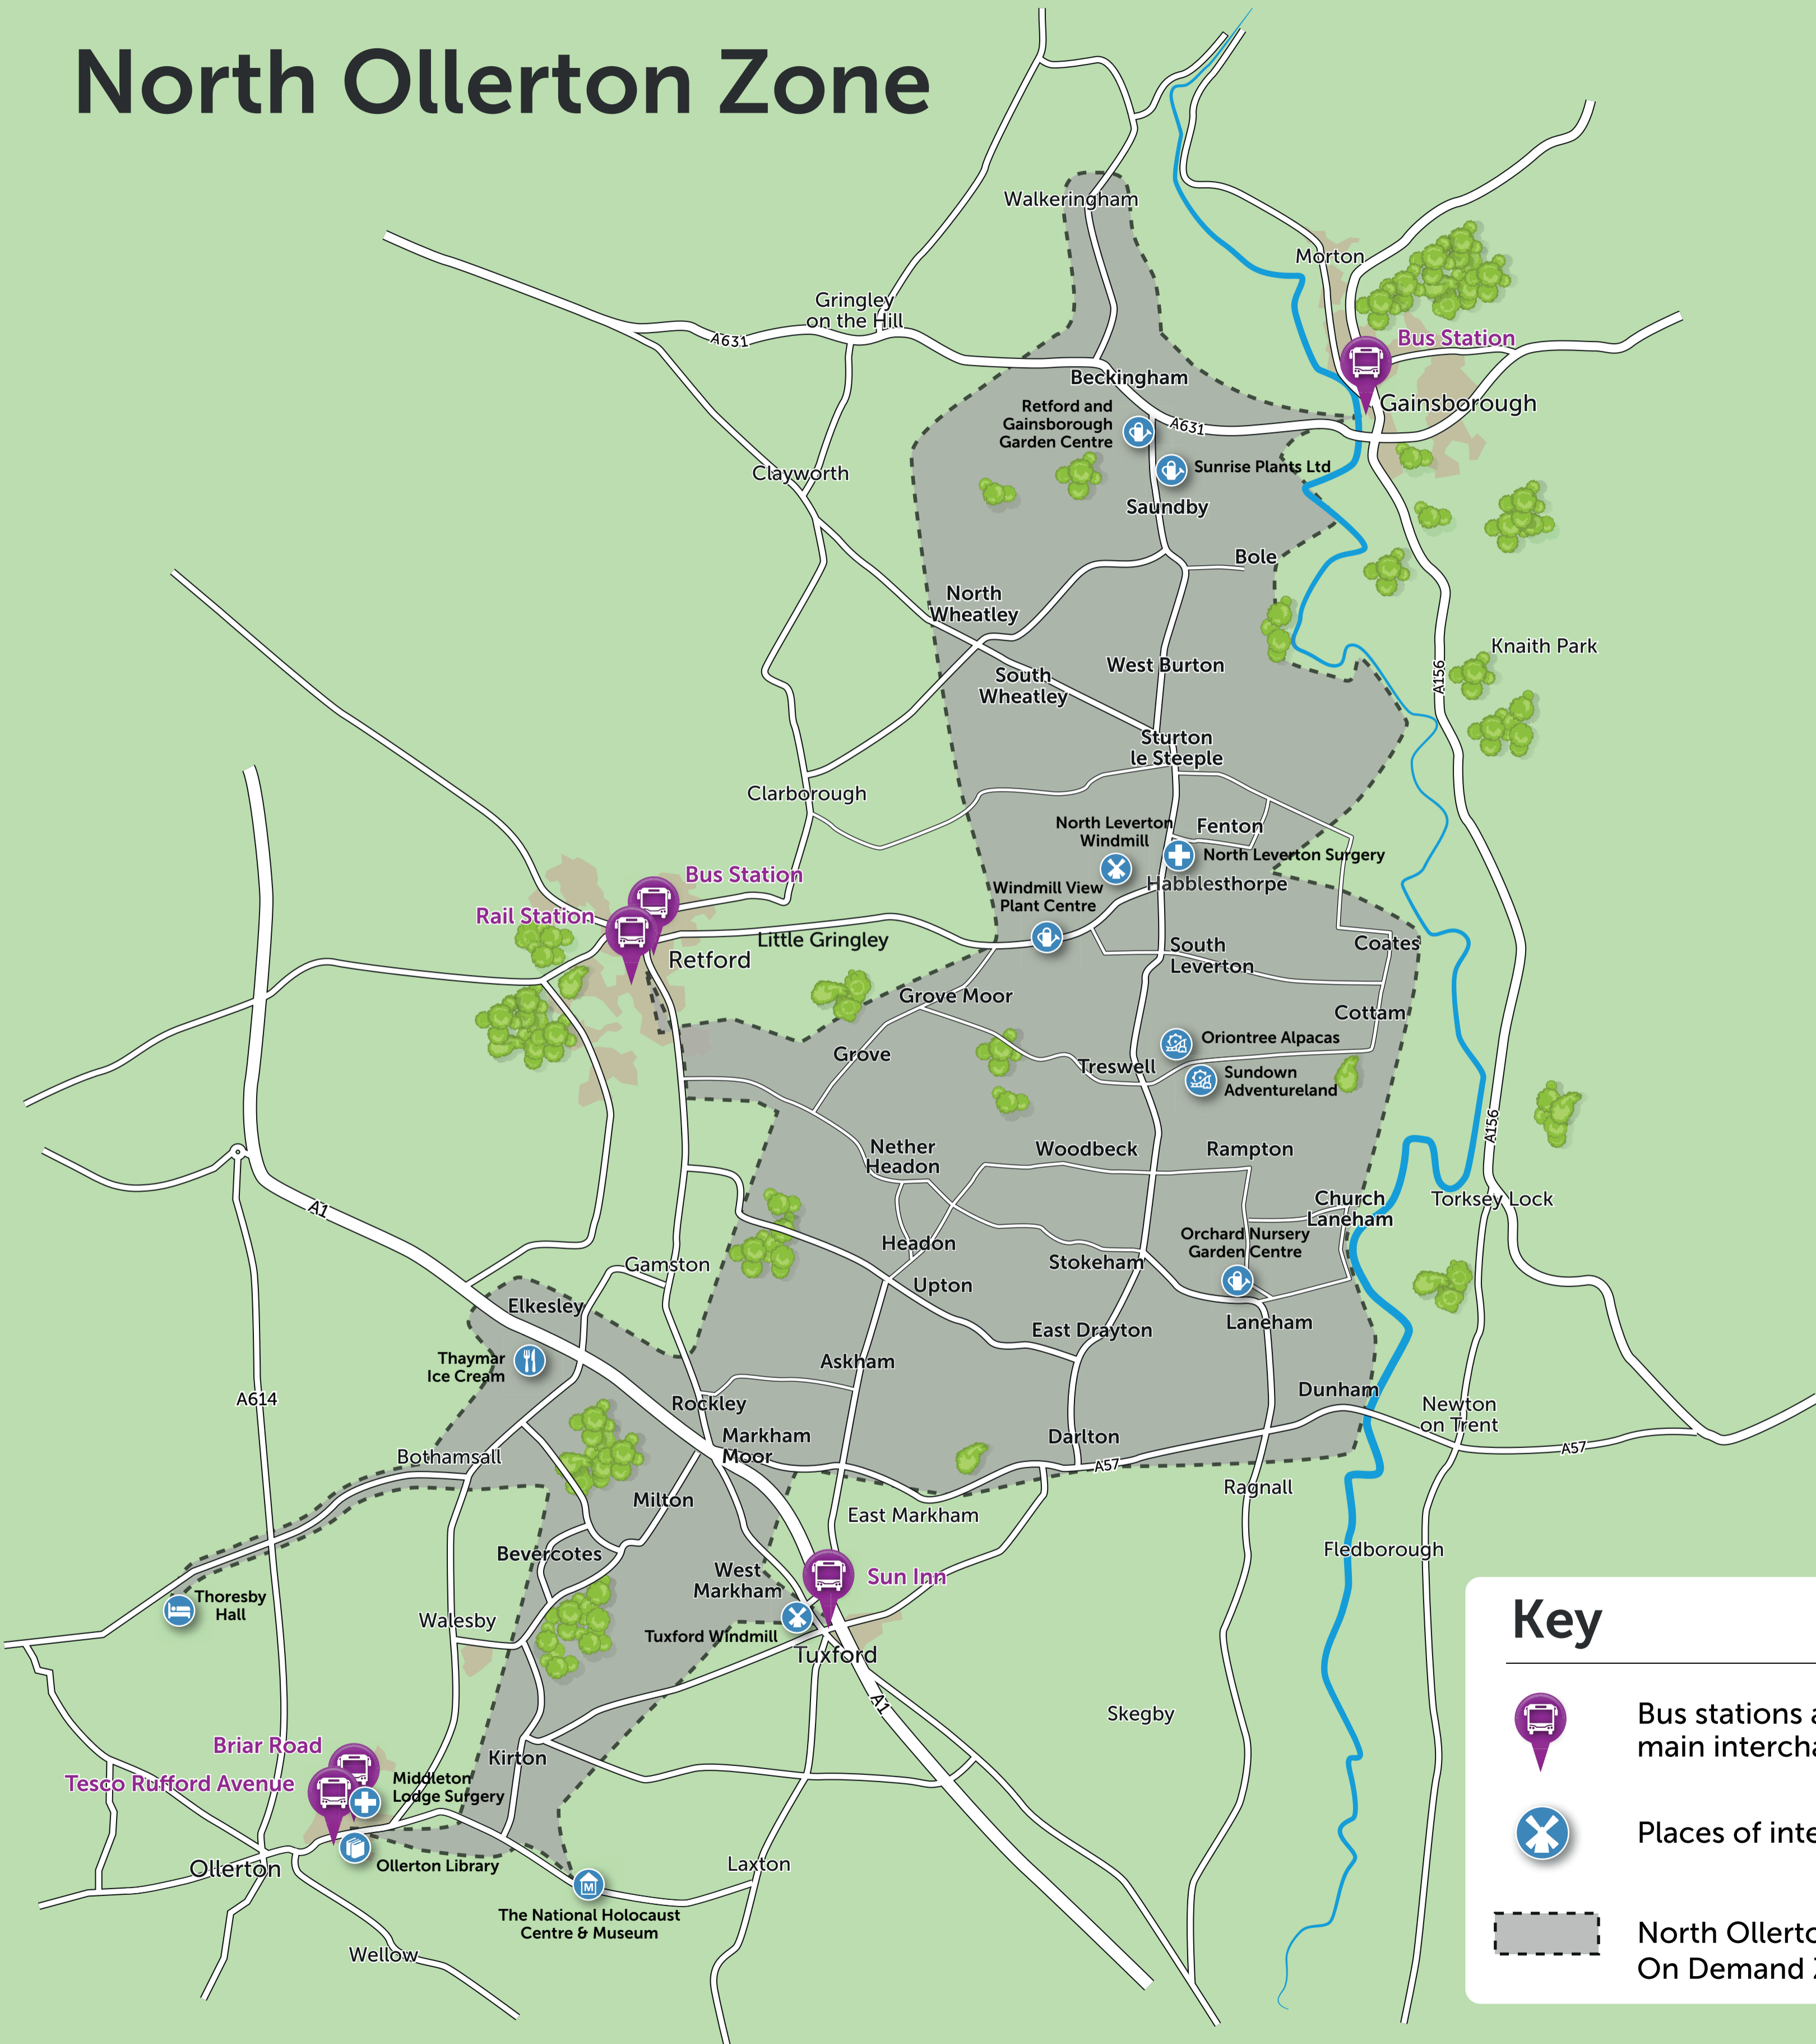 North Ollerton Zone
Walkeringham
Morton
Gringley
on the Hill
A631
Bus Station
Beckingham
Gainsborough
Retford and
Gainsborough
Garden Centre
A631
Sunrise Plants Ltd
Clayworth
Saundby
Bole
North
Wheatley
Knaith Park
West Burton
South
Wheatley
A156
Sturton
le Steeple
Clarborough
North Leverton
Windmill
Fenton
North Leverton Surgery
Bus Station
Habblesthorpe
Windmill View
Plant Centre
Rail Station
Little Gringley
Retford
South
Leverton
Coates
Grove Moor
Cottam
Oriontree Alpacas
Grove
Treswell
Sundown
Adventureland
A156
Nether
Headon
Woodbeck
Rampton
A1
Church
Laneham
Torksey Lock
Headon
Orchard Nursery
Garden Centre
Gamston
Stokeham
Upton
Elkesley
Laneham
East Drayton
Thaymar
Ice Cream
Askham
A614
Rockley
Dunham
Newton
on Trent
Markham
Moor
Darlton
A57
A57
Bothamsall
Ragnall
Milton
East Markham
Bevercotes
Fledborough
West
Markham
Sun Inn
Thoresby
Hall
Walesby
Tuxford Windmill
Tuxford
Key
A1
Skegby
Bus stations a
main intercha
Briar Road
Kirton
Tesco Rufford Avenue
Middleton
Lodge Surgery
Places of inte
Ollerton
Ollerton Library
Laxton
The National Holocaust
Centre & Museum
M
North Ollerto
On Demand Z
Wellow